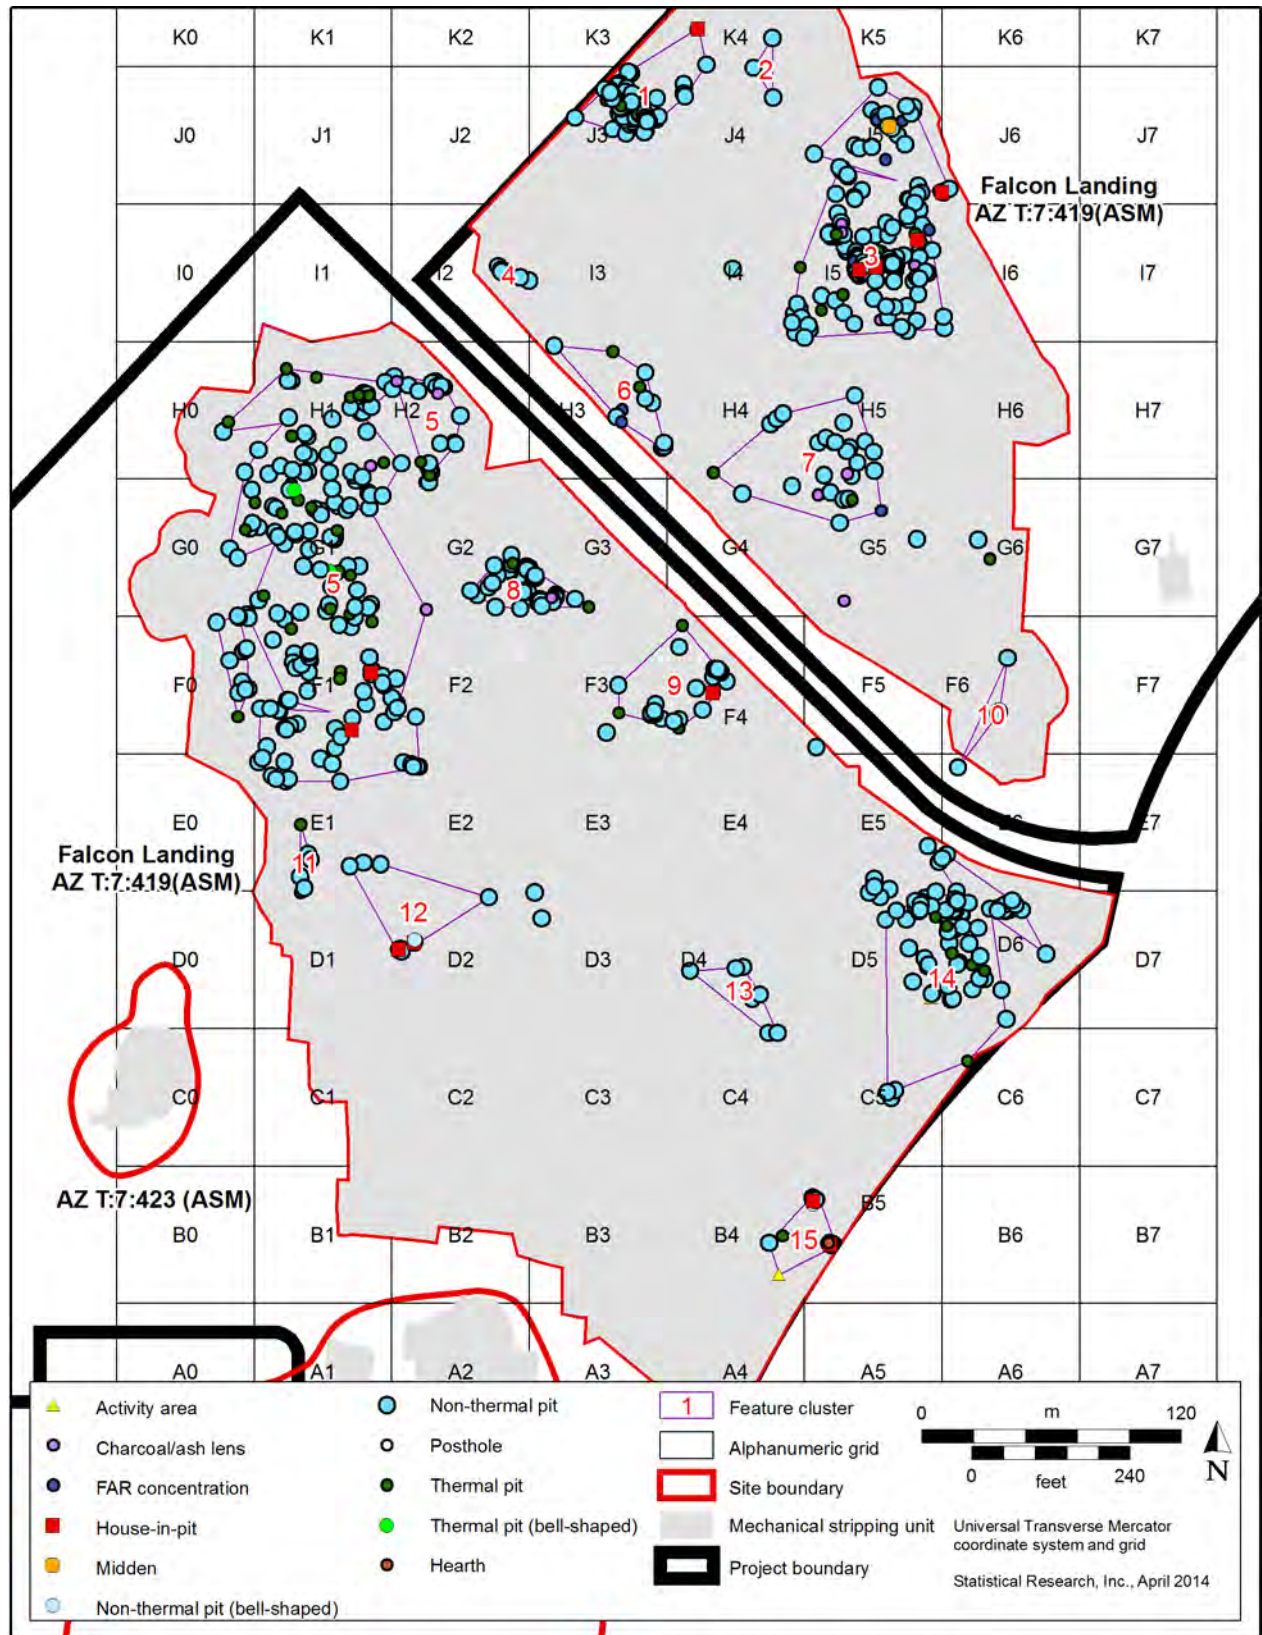 K0 K1 K2 K3 K4 K5 K6 K7
2
1
J0 J1 J2 J3 J4 J5 J6 J7
Falcon Landing
AZ T:7:419(ASM)
3
4
I0 I1 I2 I3 I4 I5 I6 I7
6
H0 H1 H2 5 H3 H4 H5 H6 H7
7
G0 G1 G2 G3 G4 G5 G6 G7
5 8
F0 F1 F2 F3 9 F4 F5 F6 F7
10
E0 E1 E2 E3 E4 E5 E6 E7
Falcon Landing
AZ T:7:419(ASM)
11
12
D0 D1 D2 D3 D4 D5 D6 D7
13 14
C0 C1 C2 C3 C4 C5 C6 C7
AZ T:7:423 (ASM)
B0 B1 B2 B3 B4 15 B5 B6 B7
A0 A1 A2 A3 A4 A5 A6 A7
Activity area
Charcoal/ash lens
FAR concentration
House-in-pit
Midden
Non-thermal pit (bell-shaped)
Non-thermal pit
Posthole
Thermal pit
Thermal pit (bell-shaped)
Hearth
1 Feature cluster
Alphanumeric grid
Site boundary
Mechanical stripping unit
Project boundary
0 m 120
0 feet 240
N
Universal Transverse Mercator
coordinate system and grid
Statistical Research, Inc., April 2014